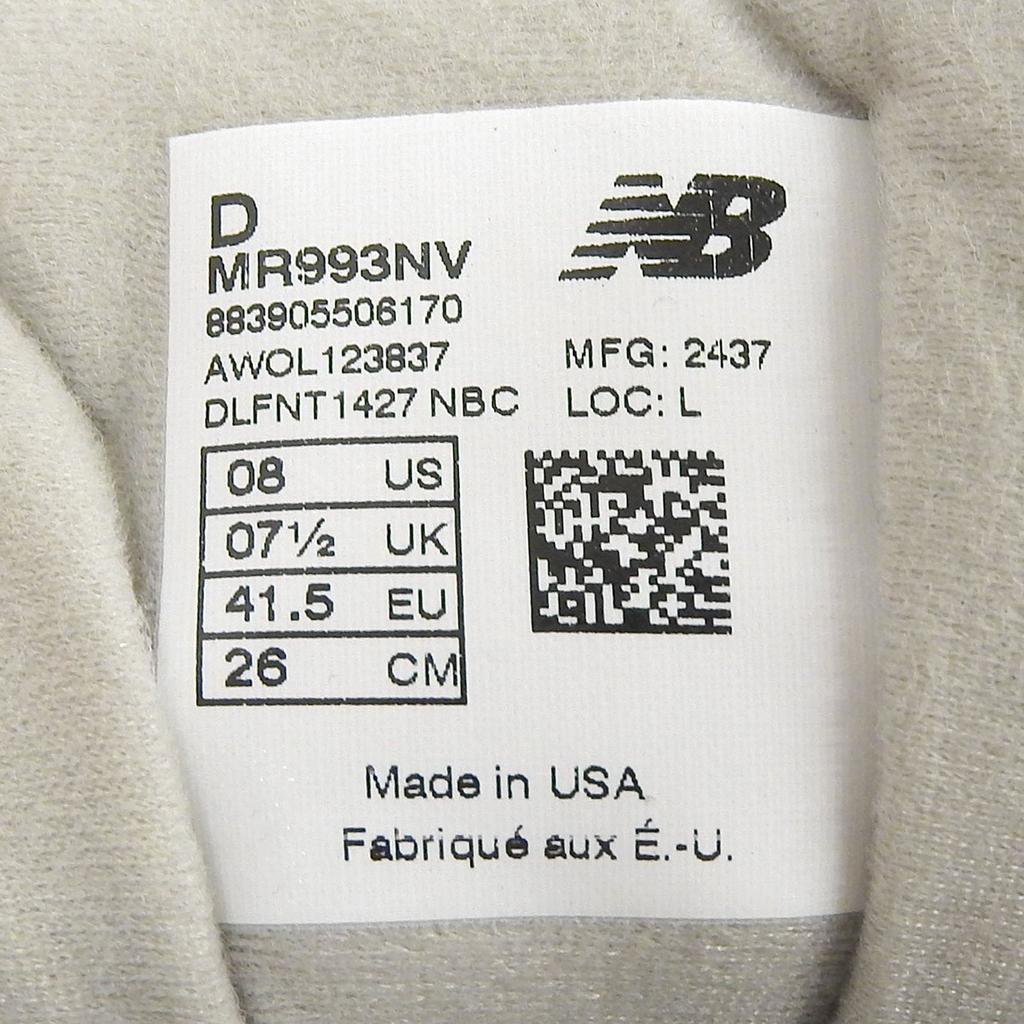 D
NB
MR993NV
883905506170
AWOL123837
MFG: 2437
DLFNT1427 NBC
LOC: L
08 US
07½ UK
41.5 EU
26 CM
Made in USA
Fabriqué aux É.-U.